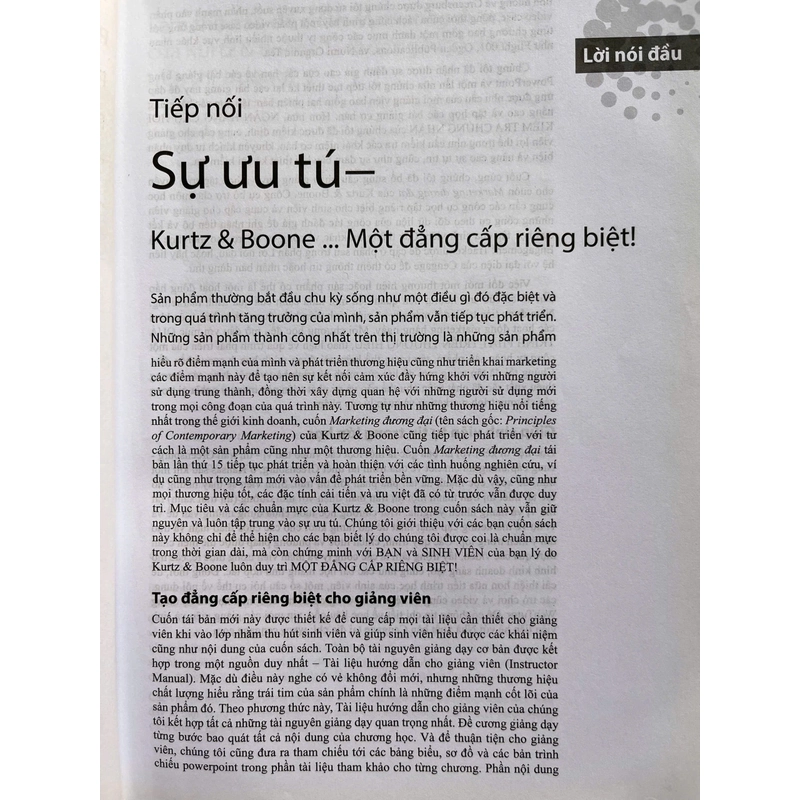 Lời nói đầu
Tiếp nối
Sự ưu tú–
Kurtz & Boone ... Một đẳng cấp riêng biệt!
Sản phẩm thường bắt đầu chu kỳ sống như một điều gì đó đặc biệt và
trong quá trình tăng trưởng của mình, sản phẩm vẫn tiếp tục phát triển.
Những sản phẩm thành công nhất trên thị trường là những sản phẩm
hiểu rõ điểm mạnh của mình và phát triển thương hiệu cũng như triển khai marketing
các điểm mạnh này để tạo nên sự kết nối cảm xúc đầy hứng khởi với những người
sử dụng trung thành, đồng thời xây dựng quan hệ với những người sử dụng mới
trong mọi công đoạn của quá trình này. Tương tự như những thương hiệu nổi tiếng
nhất trong thế giới kinh doanh, cuốn Marketing đương đại (tên sách gốc: Principles
of Contemporary Marketing) của Kurtz & Boone cũng tiếp tục phát triển với tư
cách là một sản phẩm cũng như một thương hiệu. Cuốn Marketing đương đại tái
bản lần thứ 15 tiếp tục phát triển và hoàn thiện với các tình huống nghiên cứu, ví
dụ cũng như trọng tâm mới vào vấn đề phát triển bền vững. Mặc dù vậy, cũng như
mọi thương hiệu tốt, các đặc tính cải tiến và ưu việt đã có từ trước vẫn được duy
trì. Mục tiêu và các chuẩn mực của Kurtz & Boone trong cuốn sách này vẫn giữ
nguyên và luôn tập trung vào sự ưu tú. Chúng tôi giới thiệu với các bạn cuốn sách
này không chỉ để thể hiện cho các bạn biết lý do chúng tôi được coi là chuẩn mực
trong thời gian dài, mà còn chứng minh với BẠN và SINH VIÊN của bạn lý do
Kurtz & Boone luôn duy trì MỘT ĐẲNG CẤP RIÊNG BIỆT!
Tạo đẳng cấp riêng biệt cho giảng viên
Cuốn tái bản mới này được thiết kế để cung cấp mọi tài liệu cần thiết cho giảng
viên khi vào lớp nhằm thu hút sinh viên và giúp sinh viên hiểu được các khái niệm
cũng như nội dung của cuốn sách. Toàn bộ tài nguyên giảng dạy cơ bản được kết
hợp trong một nguồn duy nhất – Tài liệu hướng dẫn cho giảng viên (Instructor
Manual). Mặc dù điều này nghe có vẻ không đổi mới, nhưng những thương hiệu
chất lượng hiểu rằng trái tim của sản phẩm chính là những điểm mạnh cốt lõi của
sản phẩm đó. Theo phương thức này, Tài liệu hướng dẫn cho giảng viên của chúng
tôi kết hợp tất cả những tài nguyên giảng dạy quan trọng nhất. Đề cương giảng dạy
từng bước bao quát tất cả nội dung của chương học. Và để thuận tiện cho giảng
viên, chúng tôi cũng đưa ra tham chiếu tới các bảng biểu, sơ đồ và các bản trình
chiếu powerpoint trong phần tài liệu tham khảo cho từng chương. Phần nội dung